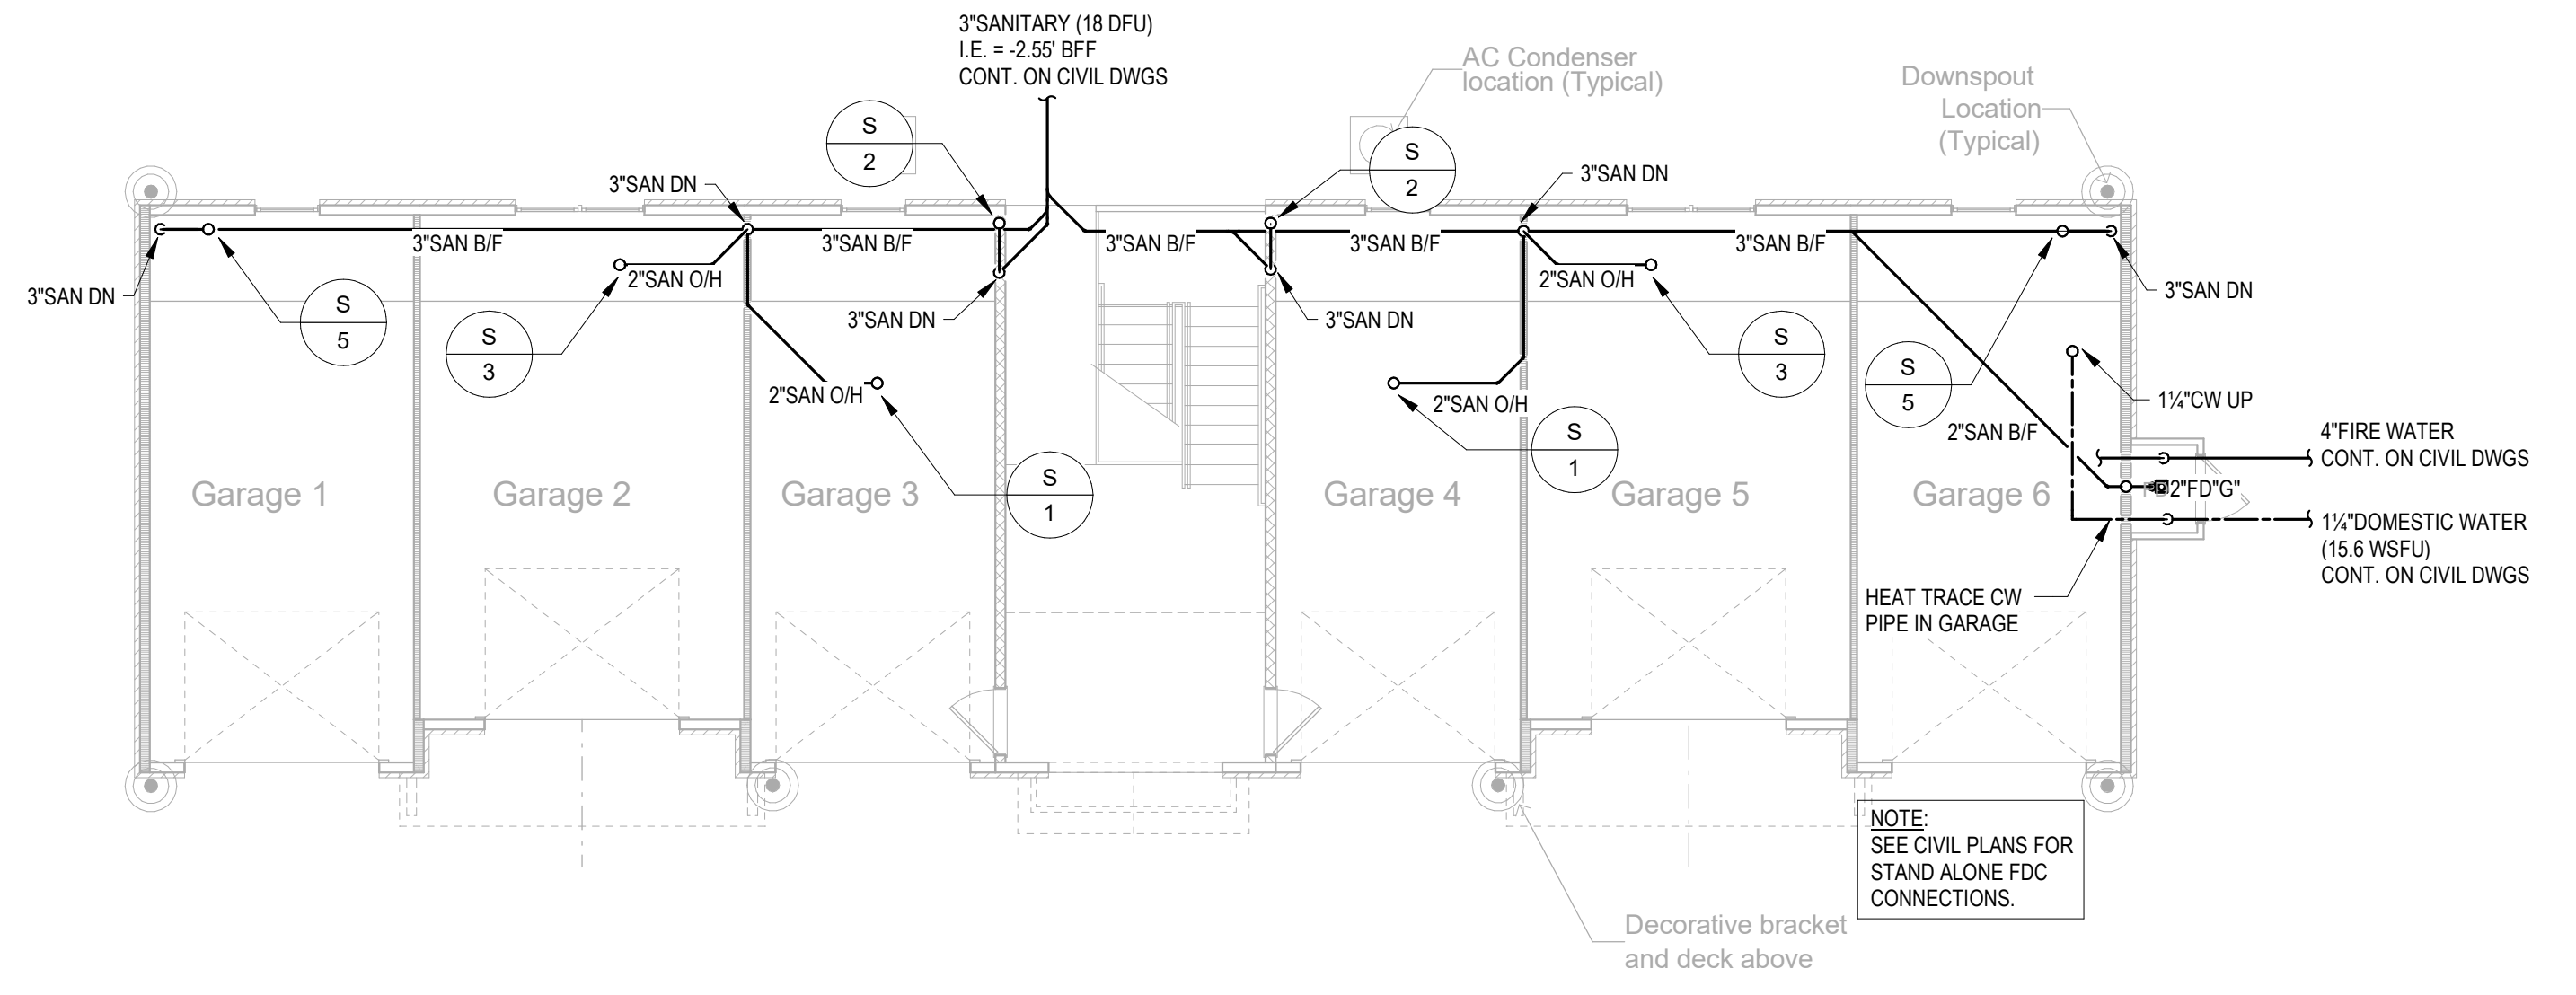 3"SANITARY (18 DFU)
I.E. = -2.55' BFF
CONT. ON CIVIL DWGS
AC Condenser
location (Typical)
Downspout
Location
(Typical)
S
2
S
2
3"SAN DN
3"SAN DN
3"SAN B/F
3"SAN B/F
3"SAN B/F
3"SAN B/F
3"SAN B/F
2"SAN O/H
2"SAN O/H
3"SAN DN
3"SAN DN
S
5
S
3
3"SAN DN
3"SAN DN
S
3
S
5
2"SAN O/H
2"SAN O/H
1¼"CW UP
S
1
S
1
2"SAN B/F
4"FIRE WATER
CONT. ON CIVIL DWGS
Garage 1
Garage 2
Garage 3
Garage 4
Garage 5
Garage 6
2"FD"G"
1¼"DOMESTIC WATER
(15.6 WSFU)
CONT. ON CIVIL DWGS
HEAT TRACE CW
PIPE IN GARAGE
NOTE:
SEE CIVIL PLANS FOR
STAND ALONE FDC
CONNECTIONS.
Decorative bracket
and deck above